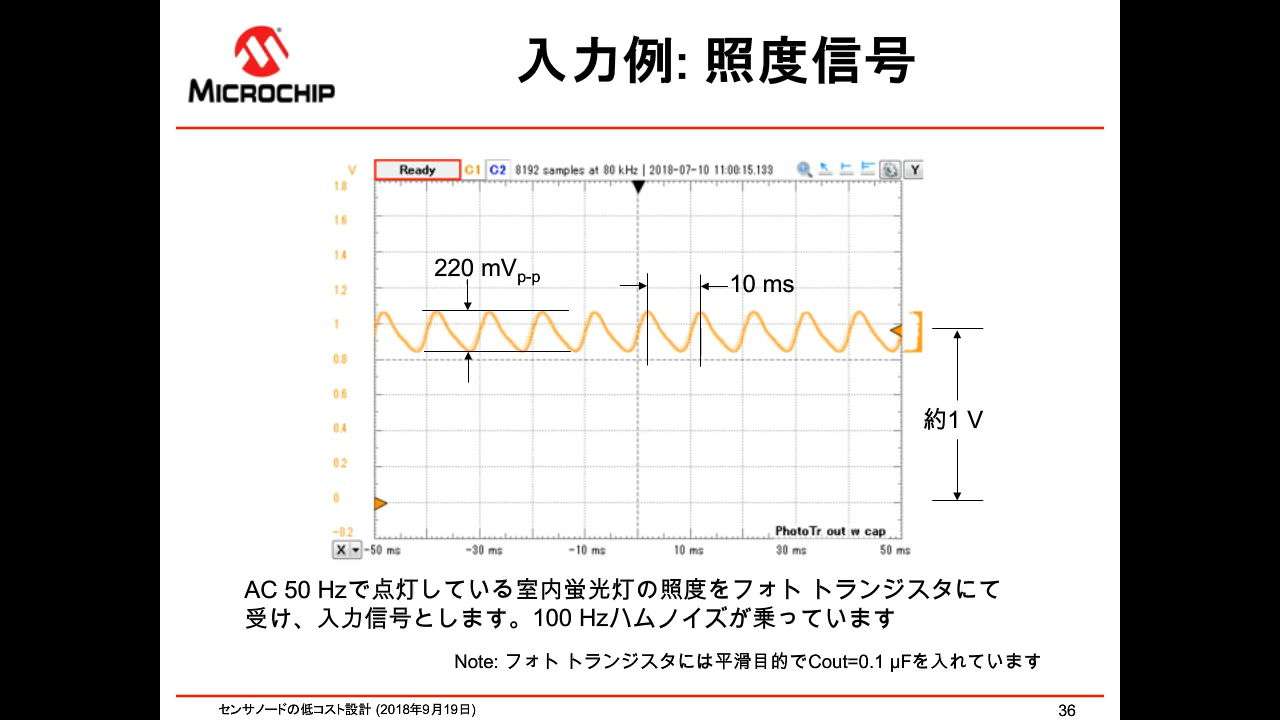 MICROCHIP
入力例: 照度信号
V
Ready
C1 C2 8192 samples at 80 kHz | 2018-07-10 11:00:15.133
Y
1.8
1.6
1.4
1.2
1
0.8
0.6
0.4
0.2
0
-0.2
220 mVp-p
10 ms
約1 V
PhotoTr out w cap
X
-50 ms
-30 ms
-10 ms
10 ms
30 ms
50 ms
AC 50 Hzで点灯している室内蛍光灯の照度をフォト トランジスタにて
受け、入力信号とします。100 Hzハムノイズが乗っています
Note: フォト トランジスタには平滑目的でCout=0.1 μFを入れています
センサノードの低コスト設計 (2018年9月19日)
36